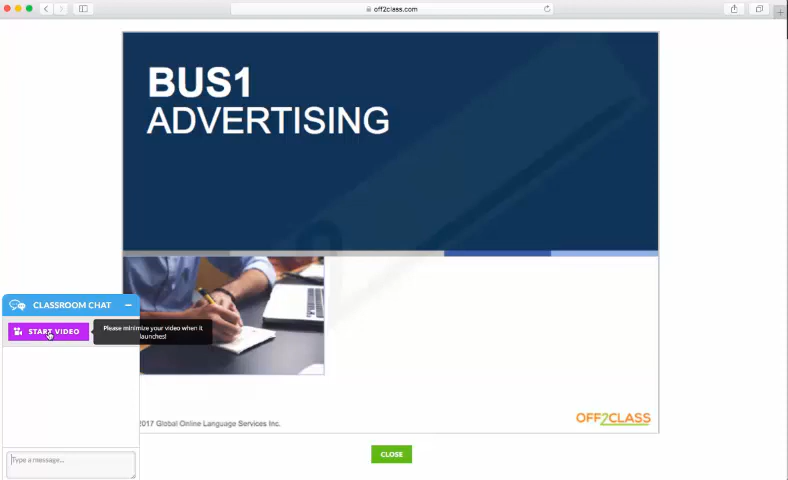 off2class.com
BUS1
ADVERTISING
CLASSROOM CHAT
START VIDEO
Please minimize your video when it
launches!
2017 Global Online Language Services Inc.
OFF2CLASS
Type a message...
CLOSE